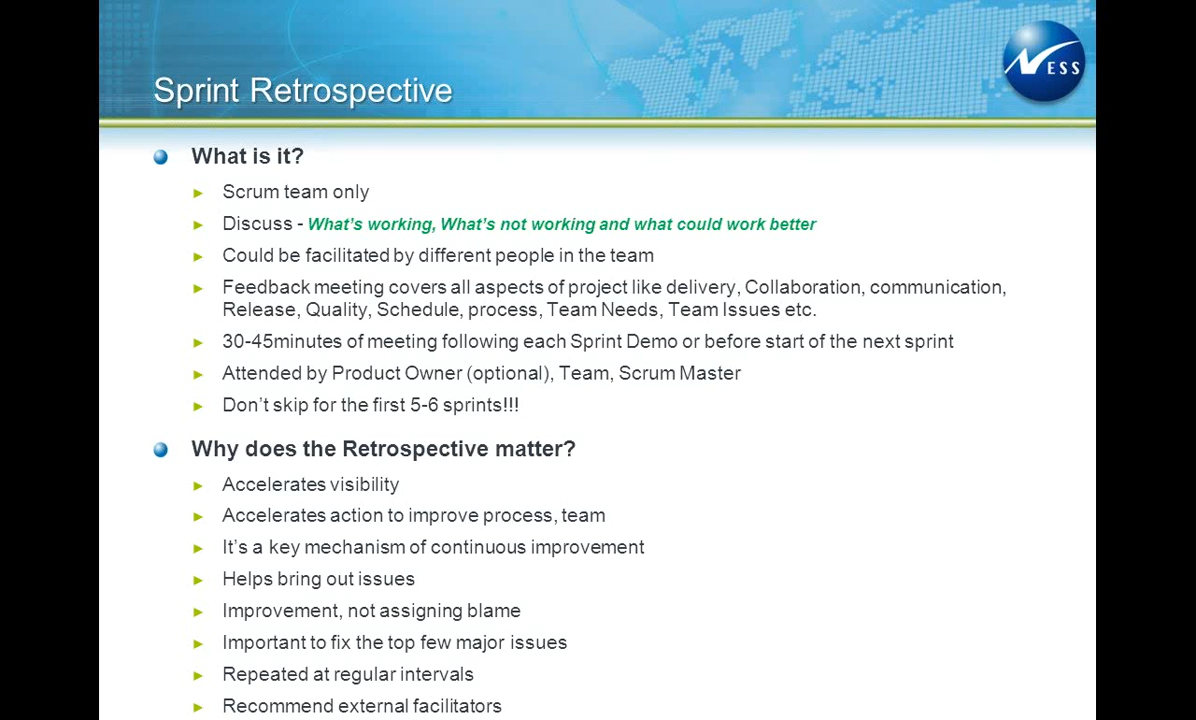 Sprint Retrospective
NESS
What is it?
Scrum team only
Discuss - What's working, What's not working and what could work better
Could be facilitated by different people in the team
Feedback meeting covers all aspects of project like delivery, Collaboration, communication,
Release, Quality, Schedule, process, Team Needs, Team Issues etc.
30-45minutes of meeting following each Sprint Demo or before start of the next sprint
Attended by Product Owner (optional), Team, Scrum Master
Don't skip for the first 5-6 sprints!!!
Why does the Retrospective matter?
Accelerates visibility
Accelerates action to improve process, team
It's a key mechanism of continuous improvement
Helps bring out issues
Improvement, not assigning blame
Important to fix the top few major issues
Repeated at regular intervals
Recommend external facilitators